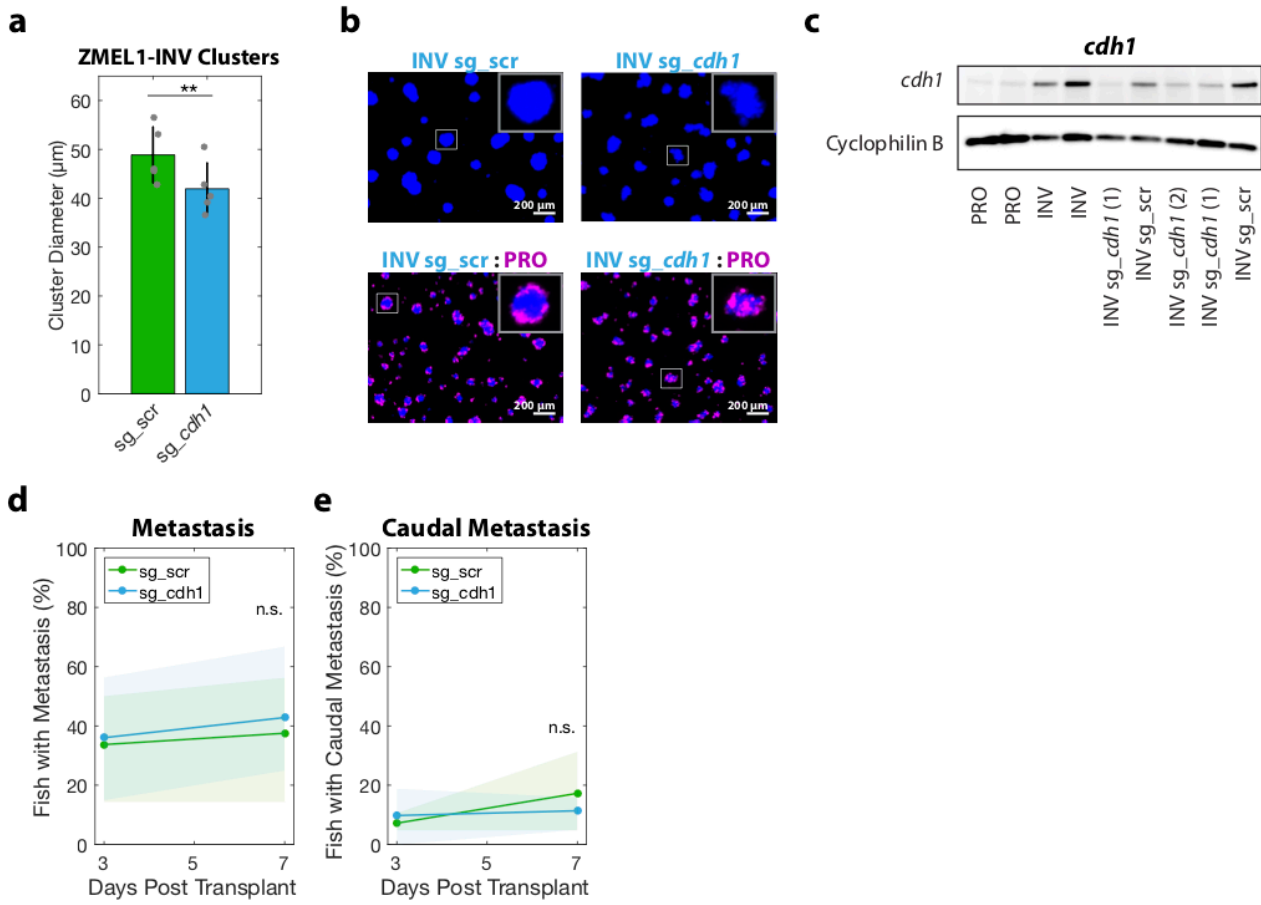 a
ZMEL1-INV Clusters
**
60
50
40
30
20
10
0
Cluster Diameter (µm)
sg_scr
sg_cdh1
b
INV sg_scr
INV sg_cdh1
200 µm
200 µm
INV sg_scr : PRO
INV sg_cdh1 : PRO
200 µm
200 µm
c
cdh1
cdh1
Cyclophilin B
PRO
PRO
INV
INV
INV sg_cdh1 (1)
INV sg_scr
INV sg_cdh1 (2)
INV sg_cdh1 (1)
INV sg_scr
d
Metastasis
100
80
60
40
20
0
Fish with Metastasis (%)
sg_scr
sg_cdh1
n.s.
3
5
7
Days Post Transplant
e
Caudal Metastasis
100
80
60
40
20
0
Fish with Caudal Metastasis (%)
sg_scr
sg_cdh1
n.s.
3
5
7
Days Post Transplant